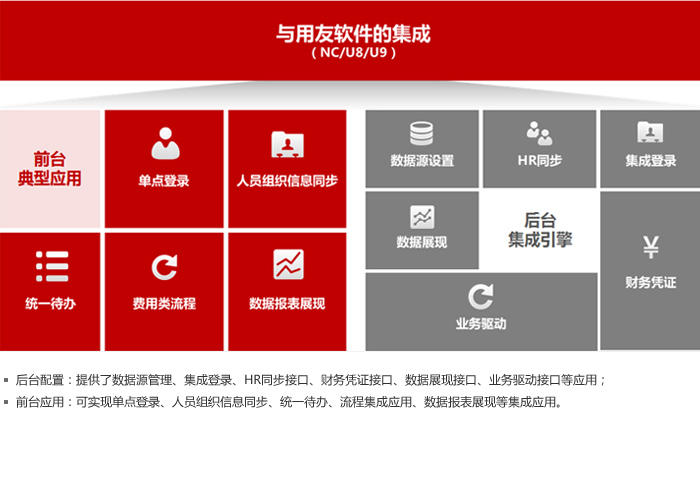 与用友软件的集成
（NC/U8/U9）
前台
典型应用
单点登录
人员组织信息同步
统一待办
费用类流程
数据报表展现
数据源设置
HR同步
集成登录
数据展现
后台
集成引擎
¥
财务凭证
业务驱动
▪ 后台配置：提供了数据源管理、集成登录、HR同步接口、财务凭证接口、数据展现接口、业务驱动接口等应用；
▪ 前台应用：可实现单点登录、人员组织信息同步、统一待办、流程集成应用、数据报表展现等集成应用。